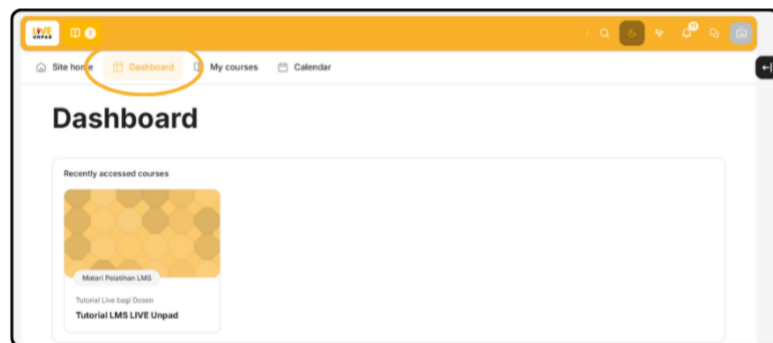 LIVE
UNPAD
Site home Dashboard My courses Calendar
Dashboard
Recently accessed courses
Materi Pelatihan LMS
Tutorial Live bagi Dosen
Tutorial LMS LIVE Unpad